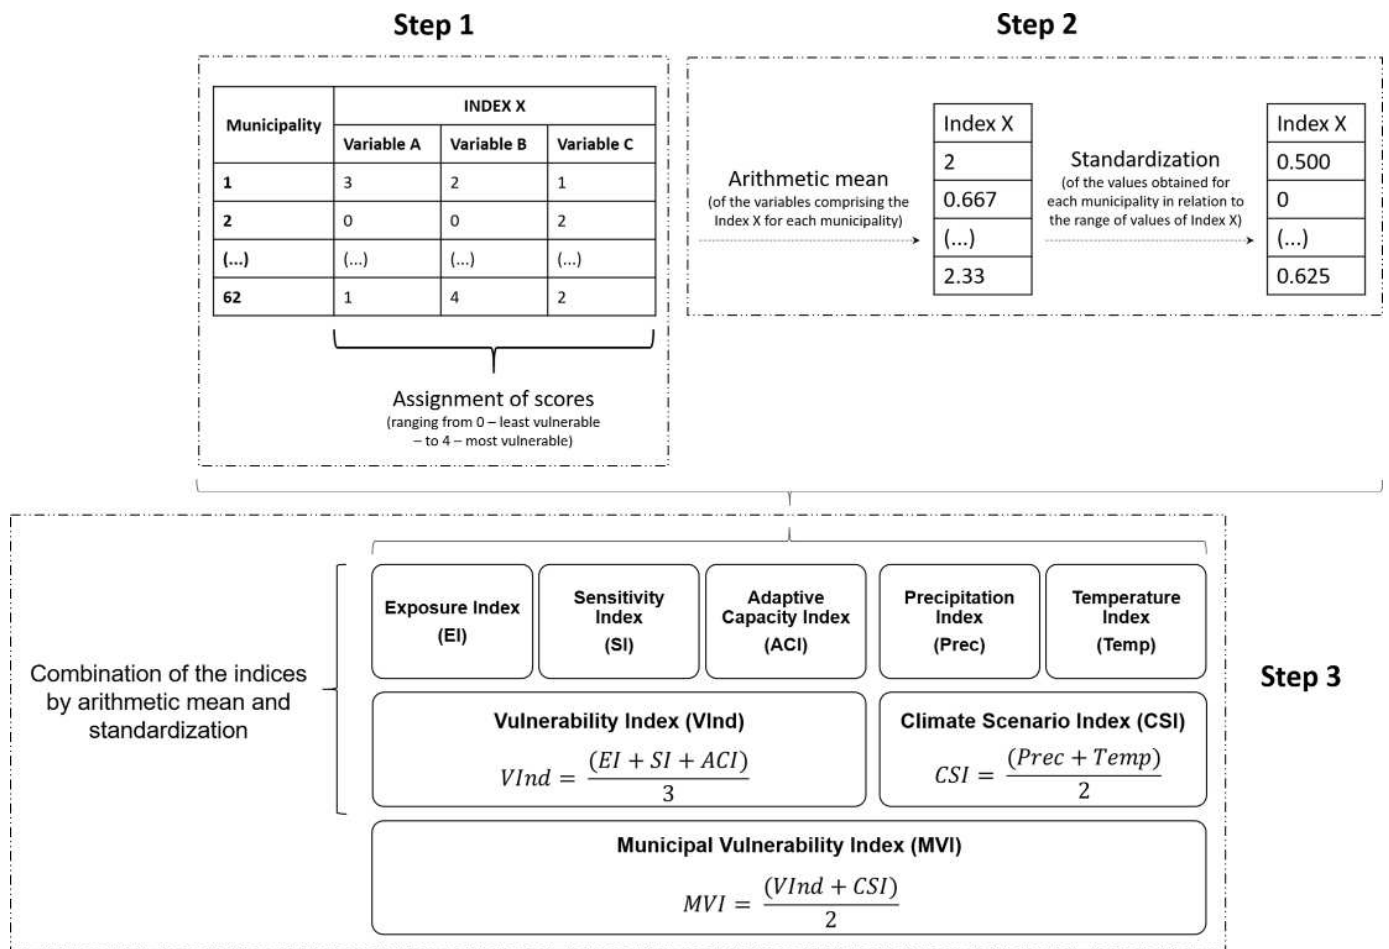 Step 1
Municipality
INDEX X
Variable A Variable B Variable C
1 3 2 1
2 0 0 2
(...) (...) (...) (...)
62 1 4 2
Assignment of scores
(ranging from 0 – least vulnerable
– to 4 – most vulnerable)
Step 2
Arithmetic mean
(of the variables comprising the
Index X for each municipality)
Index X
2
0.667
(...)
2.33
Standardization
(of the values obtained for
each municipality in relation to
the range of values of Index X)
Index X
0.500
0
(...)
0.625
Step 3
Combination of the indices
by arithmetic mean and
standardization
Exposure Index
(EI)
Sensitivity
Index
(SI)
Adaptive
Capacity Index
(ACI)
Precipitation
Index
(Prec)
Temperature
Index
(Temp)
Vulnerability Index (VInd)
VInd = (EI + SI + ACI) / 3
Climate Scenario Index (CSI)
CSI = (Prec + Temp) / 2
Municipal Vulnerability Index (MVI)
MVI = (VInd + CSI) / 2